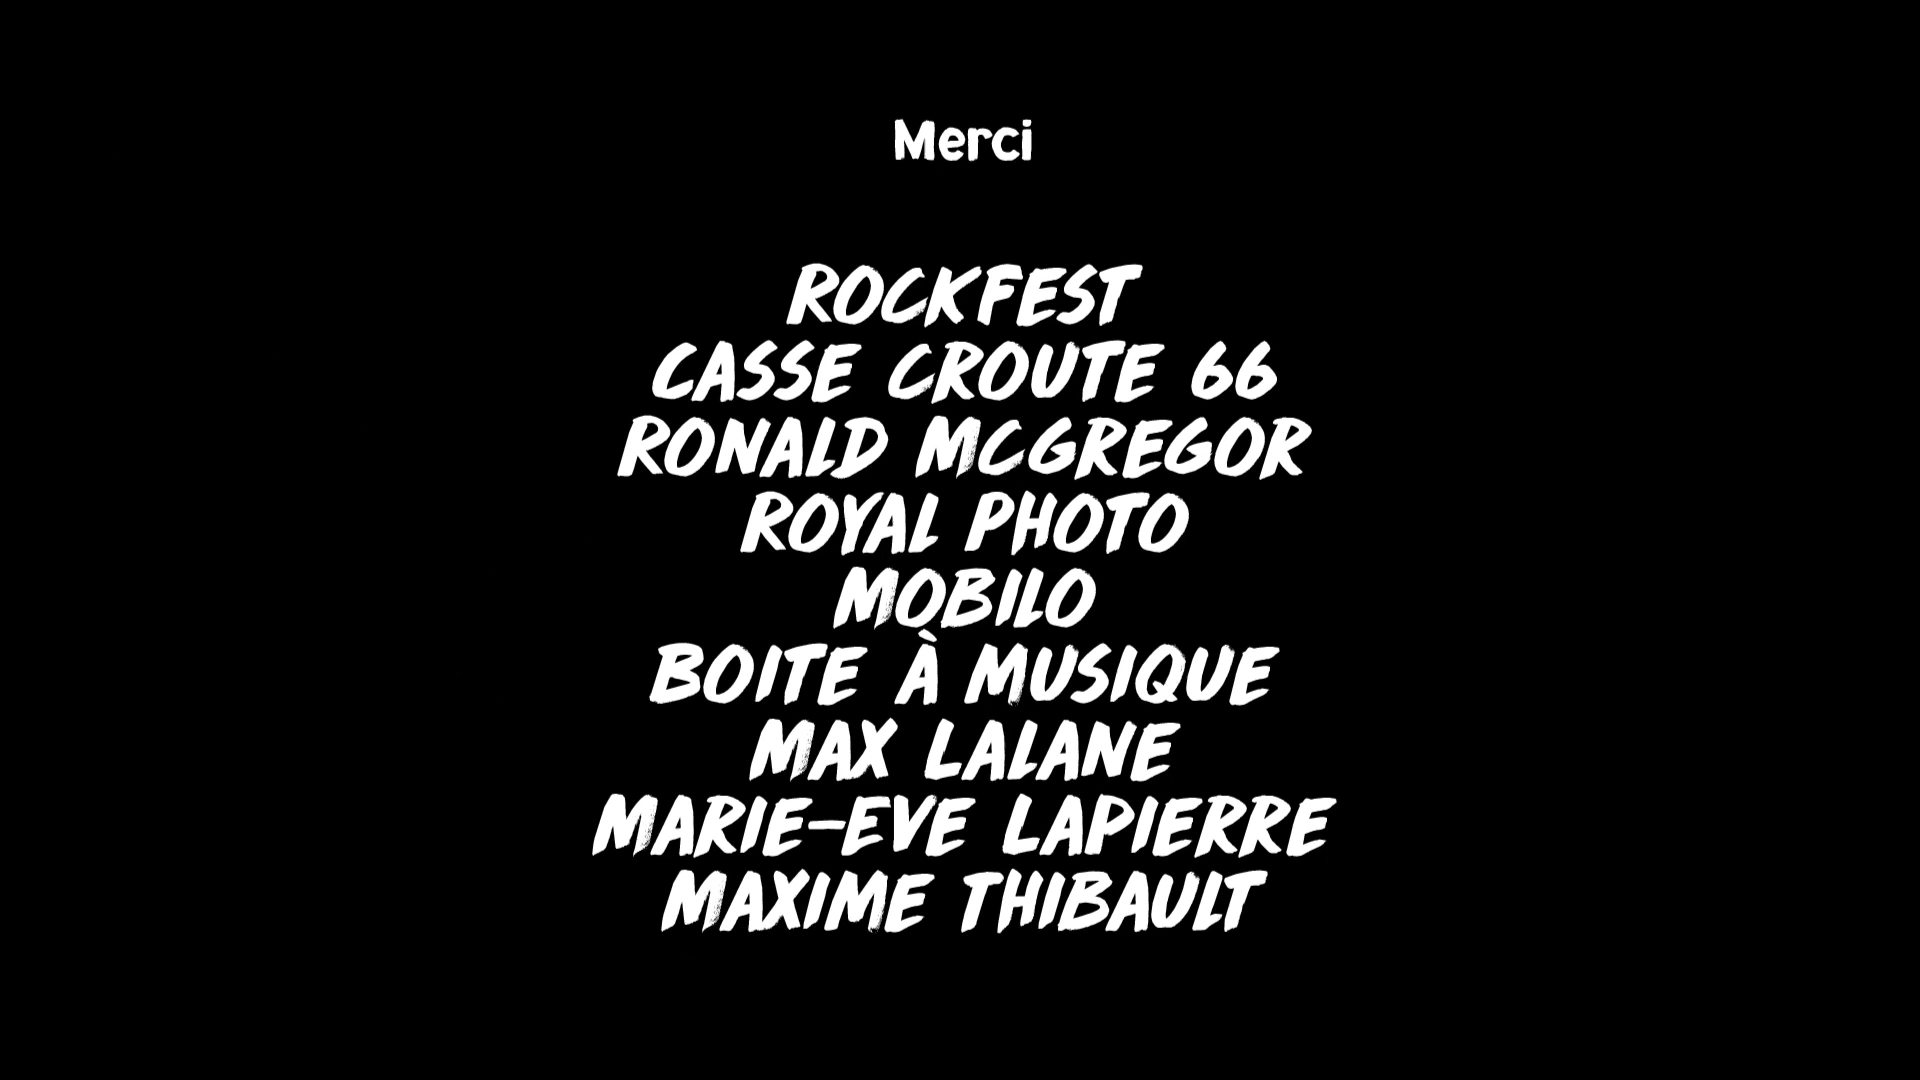 Merci
ROCKFEST
CASSE CROUTE 66
RONALD MCGREGOR
ROYAL PHOTO
MOBILO
BOITE À MUSIQUE
MAX LALANE
MARIE-EVE LAPIERRE
MAXIME THIBAULT